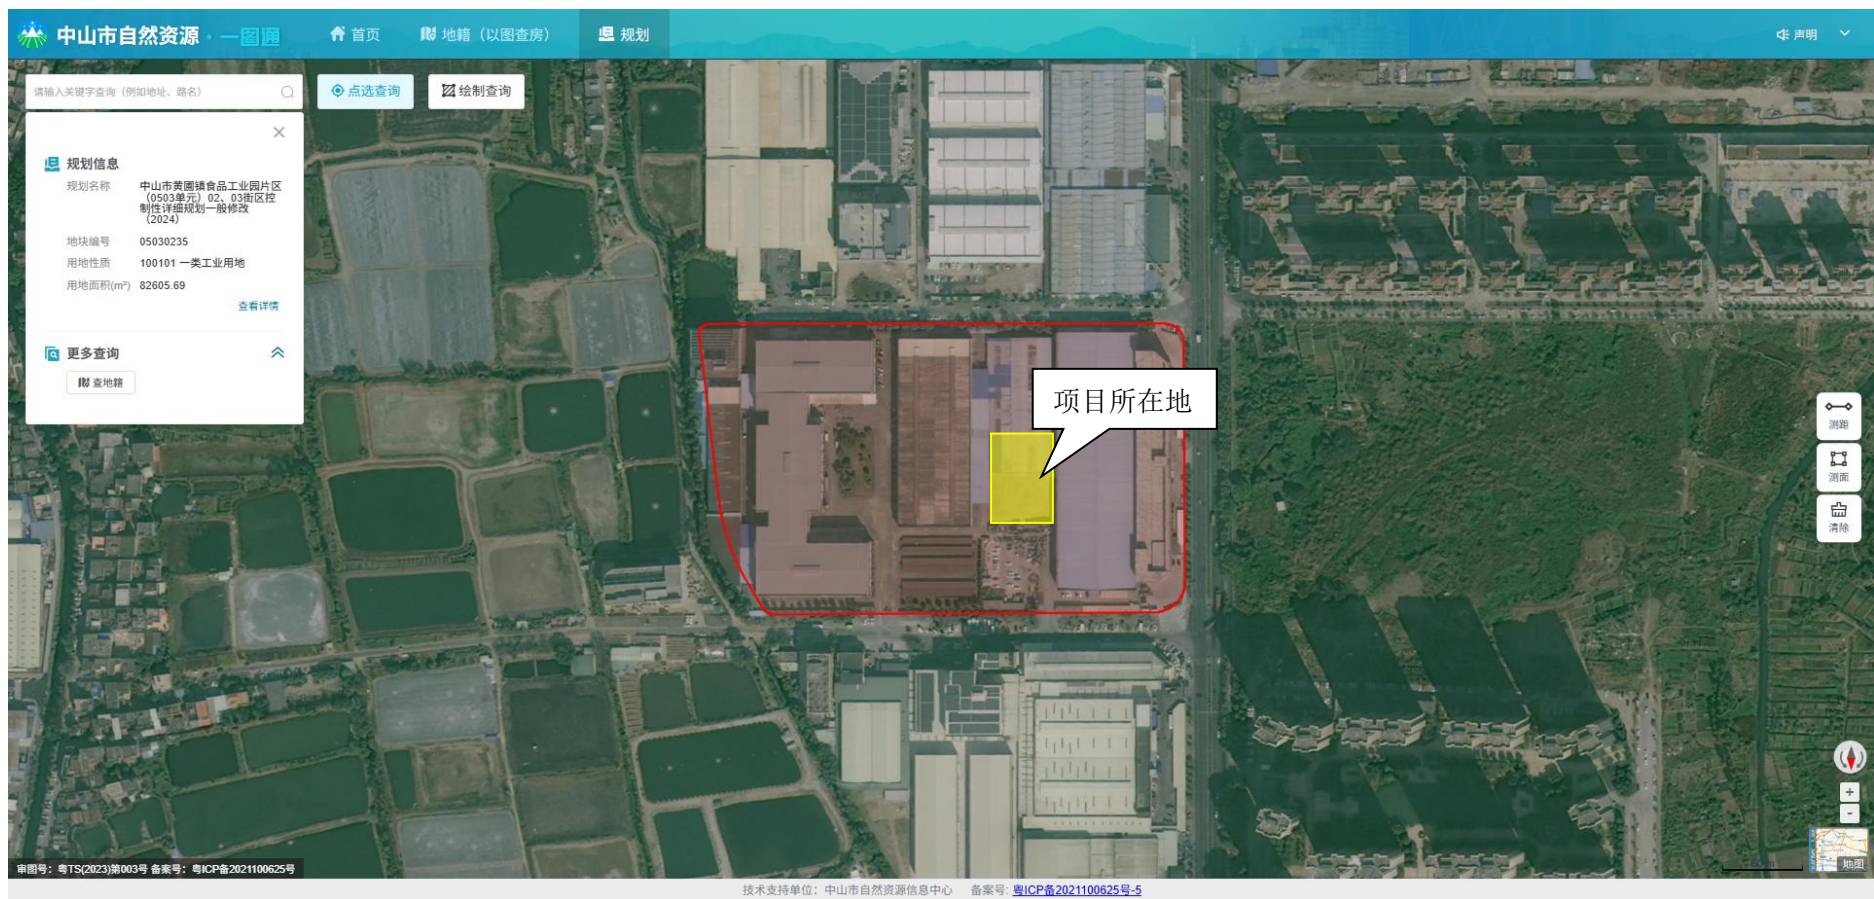 中山市自然资源·一图通
首页
地籍（以图查房）
规划
声明
请输入关键字查询（例如地址、路名）
点选查询
绘制查询
规划信息
规划名称
中山市黄圃镇食品工业园片区
（0503单元）02、03街区控
制性详细规划一般修改
（2024）
地块编号
05030235
用地性质
100101 一类工业用地
用地面积(m²)
82605.69
查看详情
更多查询
查地籍
项目所在地
测距
测面
清除
+
-
地图
审图号：粤TS(2023)第003号 备案号：粤ICP备2021100625号
技术支持单位：中山市自然资源信息中心
备案号: 粤ICP备2021100625号-5